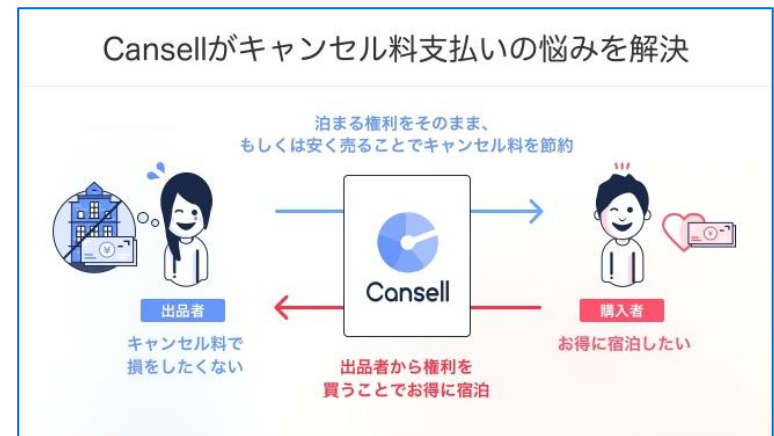 Cansellがキャンセル料支払いの悩みを解決
泊まる権利をそのまま、
もしくは安く売ることでキャンセル料を節約
Cansell
出品者
キャンセル料で
損をしたくない
購入者
お得に宿泊したい
出品者から権利を
買うことでお得に宿泊
¥